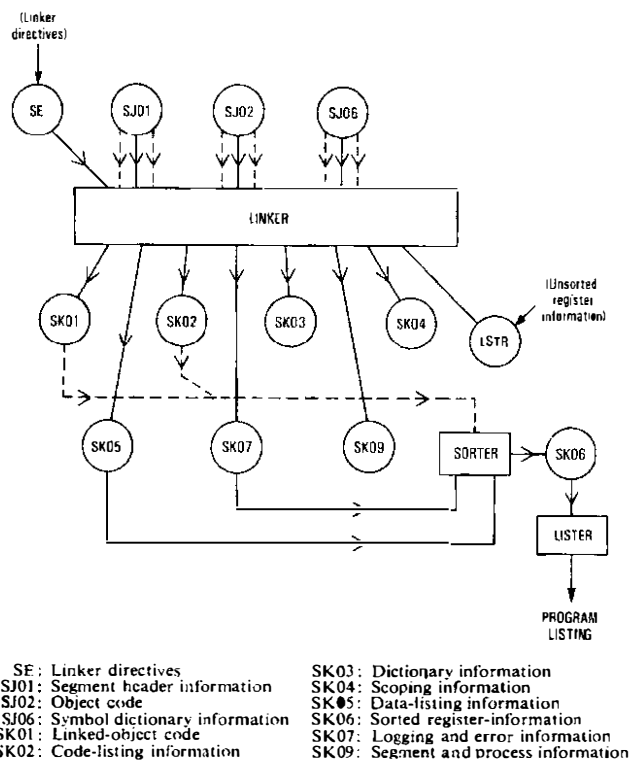 (Linker
directives)
SE
SJ01
SJ02
SJ06
LINKER
SK01
SK02
SK03
SK04
LSTR
(Unsorted
register
information)
SK05
SK07
SK09
SORTER
SK06
LISTER
PROGRAM
LISTING
SE: Linker directives
SJ01: Segment header information
SJ02: Object code
SJ06: Symbol dictionary information
SK01: Linked-object code
SK02: Code-listing information
SK03: Dictionary information
SK04: Scoping information
SK05: Data-listing information
SK06: Sorted register-information
SK07: Logging and error information
SK09: Segment and process information